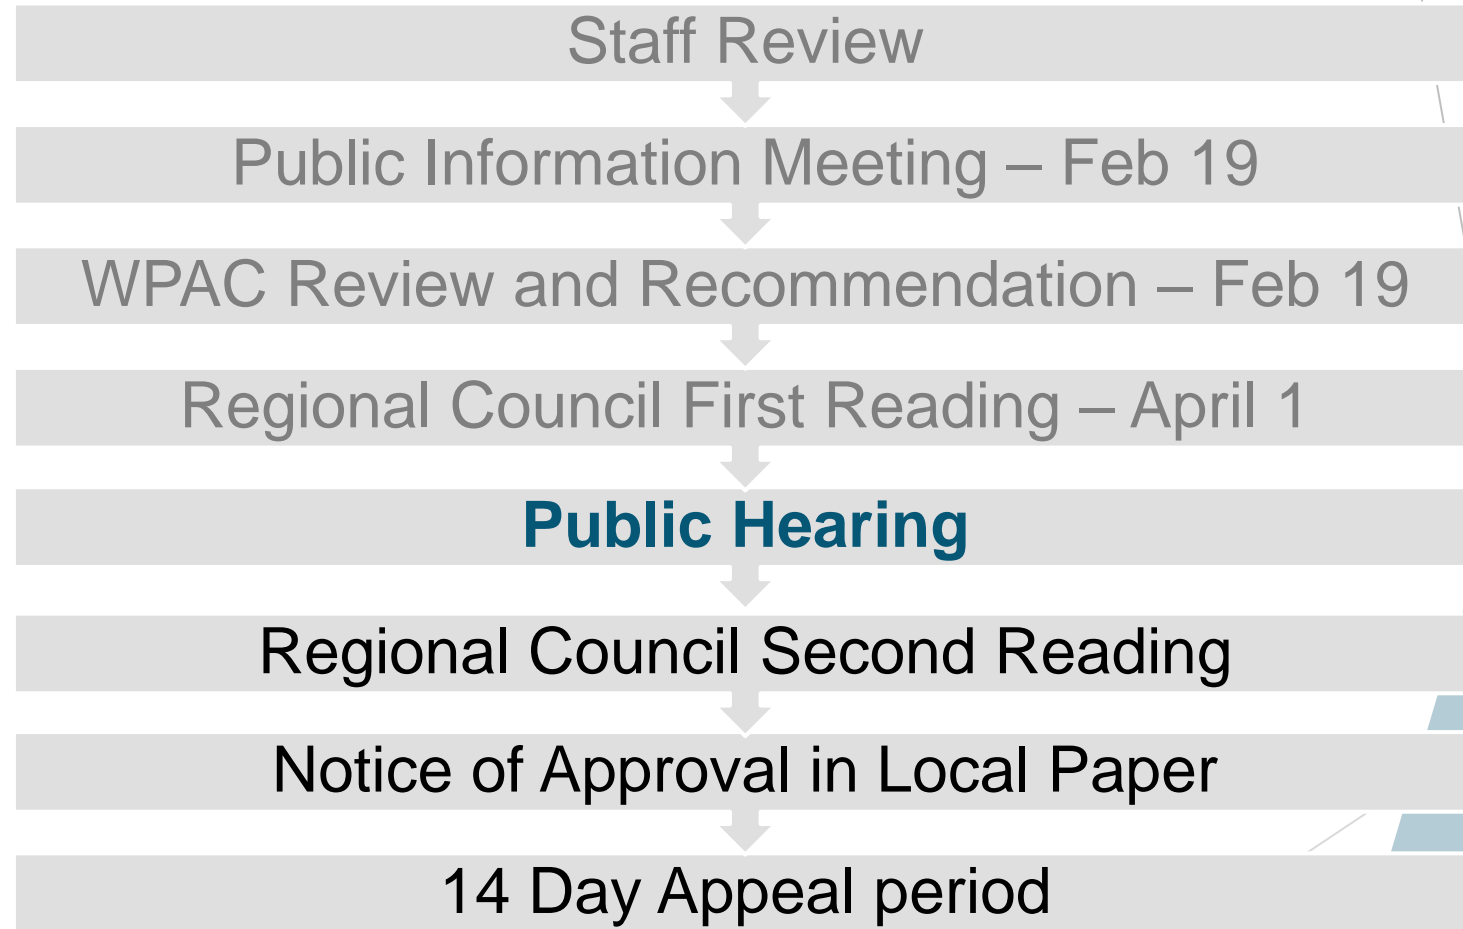 Staff Review
Public Information Meeting – Feb 19
WPAC Review and Recommendation – Feb 19
Regional Council First Reading – April 1
Public Hearing
Regional Council Second Reading
Notice of Approval in Local Paper
14 Day Appeal period